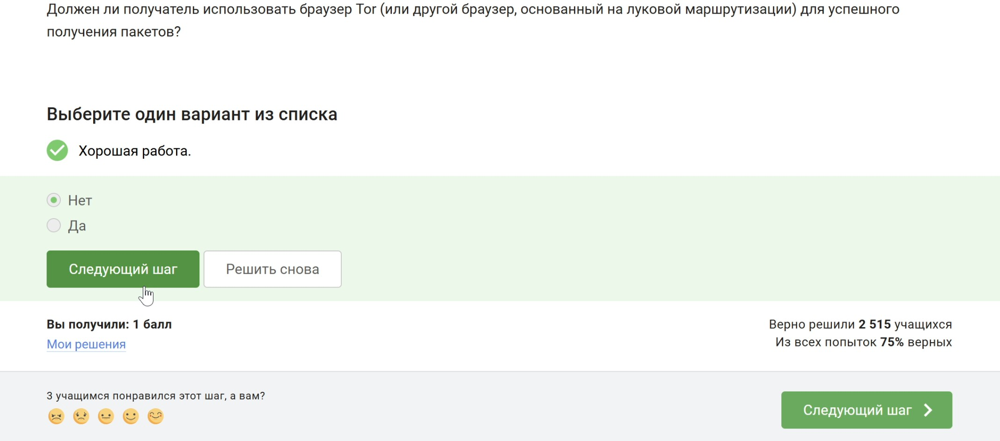 Должен ли получатель использовать браузер Tor (или другой браузер, основанный на луковой маршрутизации) для успешного
получения пакетов?
Выберите один вариант из списка
Хорошая работа.
Нет
Да
Следующий шаг
Решить снова
Вы получили: 1 балл
Мои решения
Верно решили 2 515 учащихся
Из всех попыток 75% верных
3 учащимся понравился этот шаг, а вам?
Следующий шаг